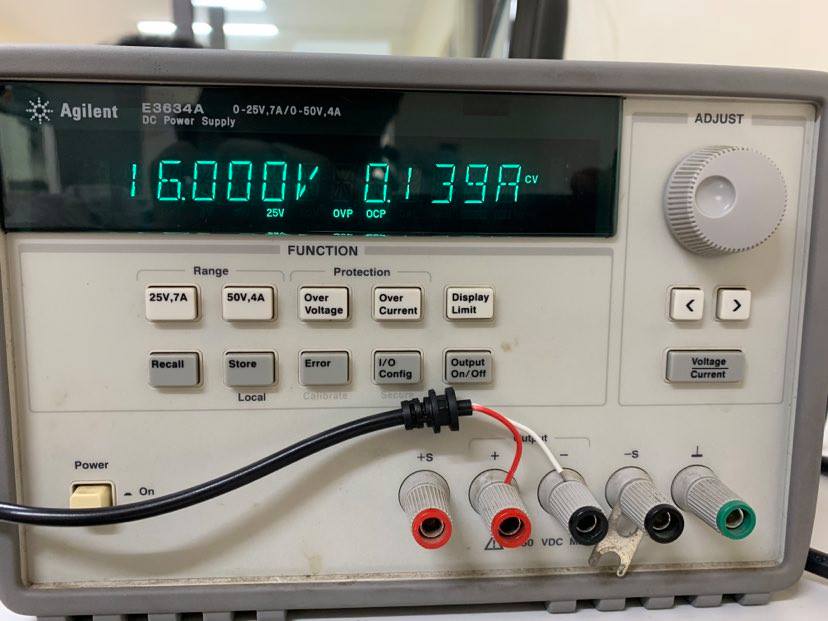 Agilent E3634A 0-25V,7A/0-50V,4A
DC Power Supply
ADJUST
16.000V 0.139A CV
25V OVP OCP
FUNCTION
Range Protection
25V,7A 50V,4A Over Voltage Over Current Display Limit
< >
Recall Store Error I/O Config Output On/Off
Voltage Current
Local Calibrate Secure
Output
Power
On
+S + - -S
VDC